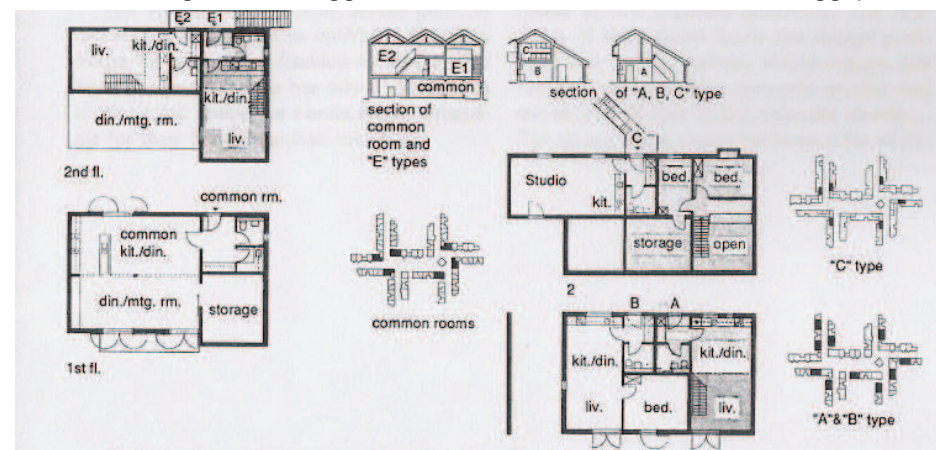 E2 E1
liv.
kit./din.
kit./din.
din./mtg. rm.
liv.
2nd fl.
E2
E1
common
section of
common
room and
"E" types
C
B
A
section of "A, B, C" type
C
Studio
kit.
bed.
bed.
storage
open
2
"C" type
common rm.
common
kit./din.
din./mtg. rm.
storage
1st fl.
common rooms
B
A
kit./din.
kit./din.
liv.
bed.
liv.
"A"&"B" type